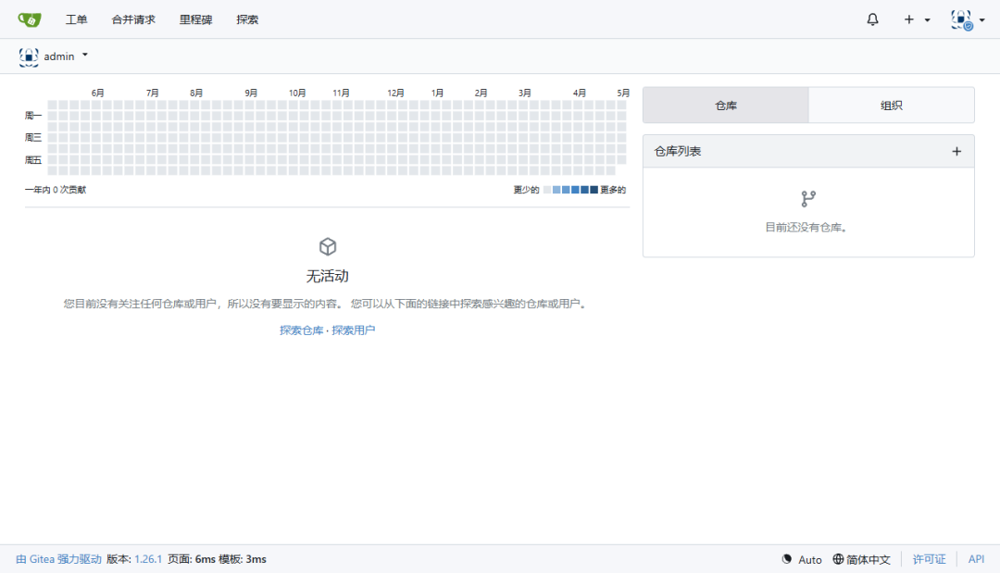 工单 合并请求 里程碑 探索
admin
6月 7月 8月 9月 10月 11月 12月 1月 2月 3月 4月 5月
周一
周三
周五
一年内 0 次贡献 更少的 更多的
无活动
您目前没有关注任何仓库或用户，所以没有要显示的内容。 您可以从下面的链接中探索感兴趣的仓库或用户。
探索仓库 · 探索用户
仓库 组织
仓库列表
目前还没有仓库。
由 Gitea 强力驱动 版本: 1.26.1 页面: 6ms 模板: 3ms
Auto 简体中文 许可证 API